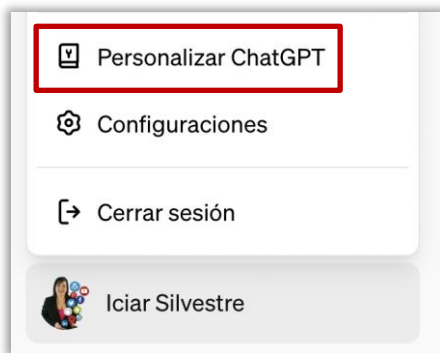 Personalizar ChatGPT
Configuraciones
Cerrar sesión
Iciar Silvestre